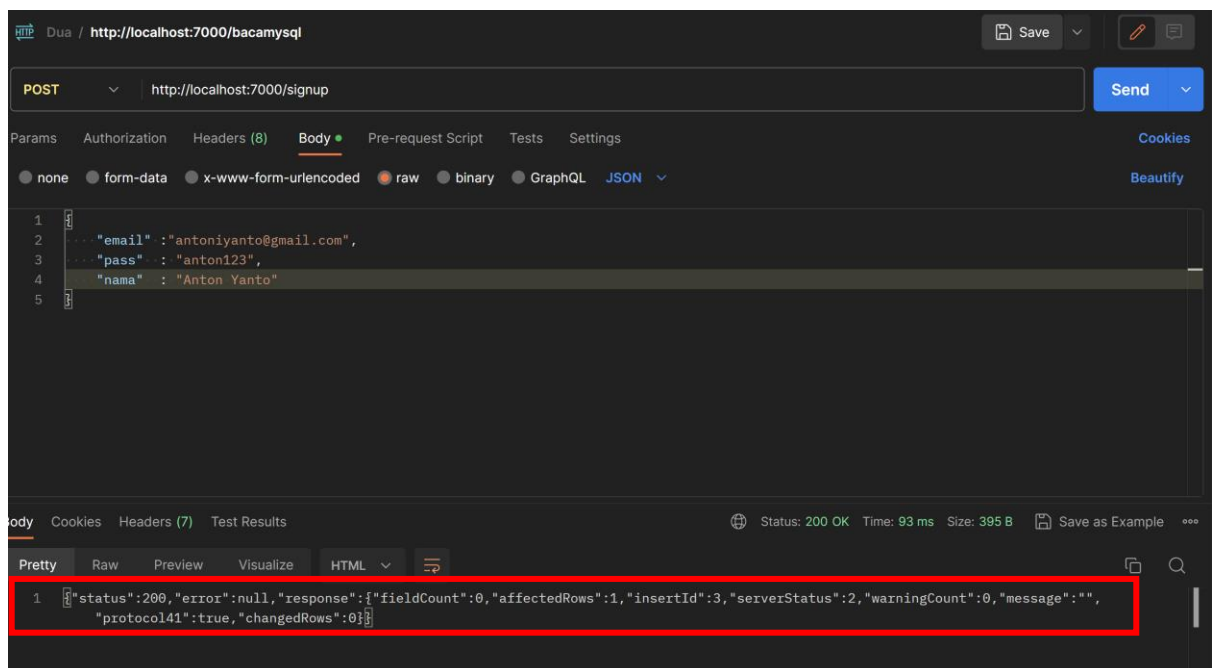 HTTP Dua / http://localhost:7000/bacamysql Save
POST http://localhost:7000/signup Send
Params Authorization Headers (8) Body Pre-request Script Tests Settings Cookies
none form-data x-www-form-urlencoded raw binary GraphQL JSON Beautify
1 {
2 "email" :"antoniyanto@gmail.com",
3 "pass" : "anton123",
4 "nama" : "Anton Yanto"
5 }
ody Cookies Headers (7) Test Results Status: 200 OK Time: 93 ms Size: 395 B Save as Example
Pretty Raw Preview Visualize HTML
1 {"status":200,"error":null,"response":{"fieldCount":0,"affectedRows":1,"insertId":3,"serverStatus":2,"warningCount":0,"message":"",
"protocol41":true,"changedRows":0}}